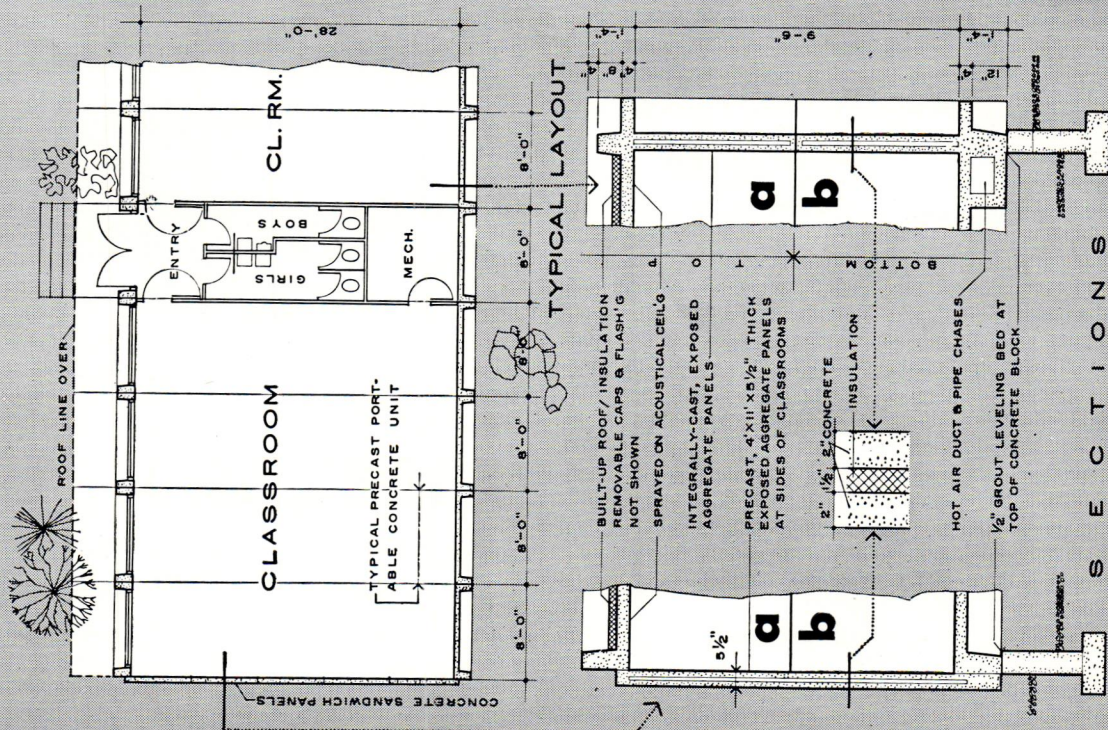 ROOF LINE OVER
28'-0"
CL. RM.
ENTRY
BOYS
GIRLS
MECH.
CLASSROOM
TYPICAL PRECAST PORT-
ABLE CONCRETE UNIT
CONCRETE SANDWICH PANELS
8'-0"
8'-0"
8'-0"
8'-0"
8'-0"
8'-0"
TYPICAL LAYOUT
1'-4"
4"
8"
4"
9'-6"
1'-4"
4"
12"
a
b
TOP
BOTTOM
BUILT-UP ROOF/INSULATION
REMOVABLE CAPS & FLASH'G
NOT SHOWN
SPRAYED ON ACOUSTICAL CEIL'G
INTEGRALLY-CAST, EXPOSED
AGGREGATE PANELS
PRECAST, 4'X11'X5½" THICK
EXPOSED AGGREGATE PANELS
AT SIDES OF CLASSROOMS
2" 1½" 2" CONCRETE
INSULATION
HOT AIR DUCT & PIPE CHASES
½" GROUT LEVELING BED AT
TOP OF CONCRETE BLOCK
5½"
a
b
SECTIONS